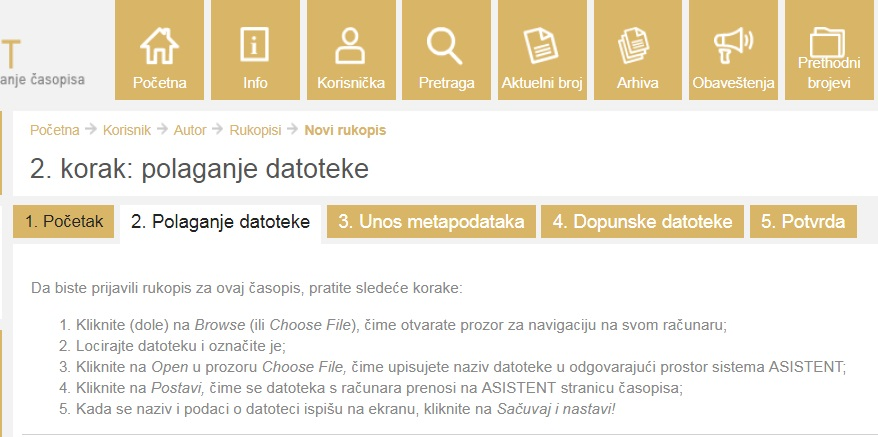 T
anje časopisa
Početna
Info
Korisnička
Pretraga
Aktuelni broj
Arhiva
Obaveštenja
Prethodni
brojevi
Početna → Korisnik → Autor → Rukopisi → Novi rukopis
2. korak: polaganje datoteke
1. Početak
2. Polaganje datoteke
3. Unos metapodataka
4. Dopunske datoteke
5. Potvrda
Da biste prijavili rukopis za ovaj časopis, pratite sledeće korake:
1. Kliknite (dole) na Browse (ili Choose File), čime otvarate prozor za navigaciju na svom računaru;
2. Locirajte datoteku i označite je;
3. Kliknite na Open u prozoru Choose File, čime upisujete naziv datoteke u odgovarajući prostor sistema ASISTENT;
4. Kliknite na Postavi, čime se datoteka s računara prenosi na ASISTENT stranicu časopisa;
5. Kada se naziv i podaci o datoteci ispišu na ekranu, kliknite na Sačuvaj i nastavi!